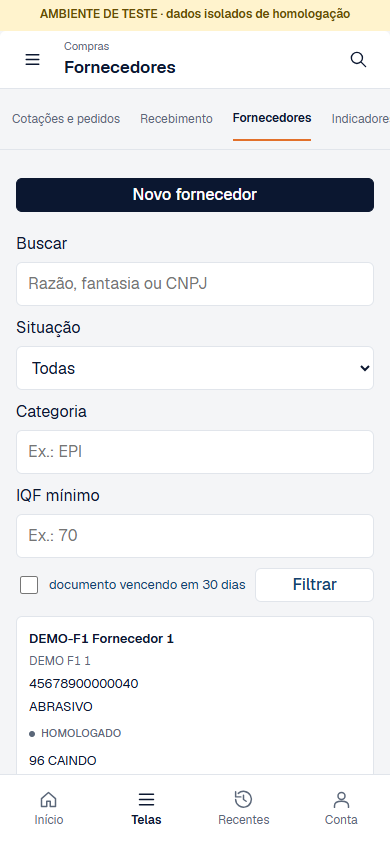 AMBIENTE DE TESTE · dados isolados de homologação
Compras
Fornecedores
Cotações e pedidos Recebimento Fornecedores Indicadore
Novo fornecedor
Buscar
Razão, fantasia ou CNPJ
Situação
Todas
Categoria
Ex.: EPI
IQF mínimo
Ex.: 70
documento vencendo em 30 dias Filtrar
DEMO-F1 Fornecedor 1
DEMO F1 1
45678900000040
ABRASIVO
HOMOLOGADO
96 CAINDO
Início Telas Recentes Conta